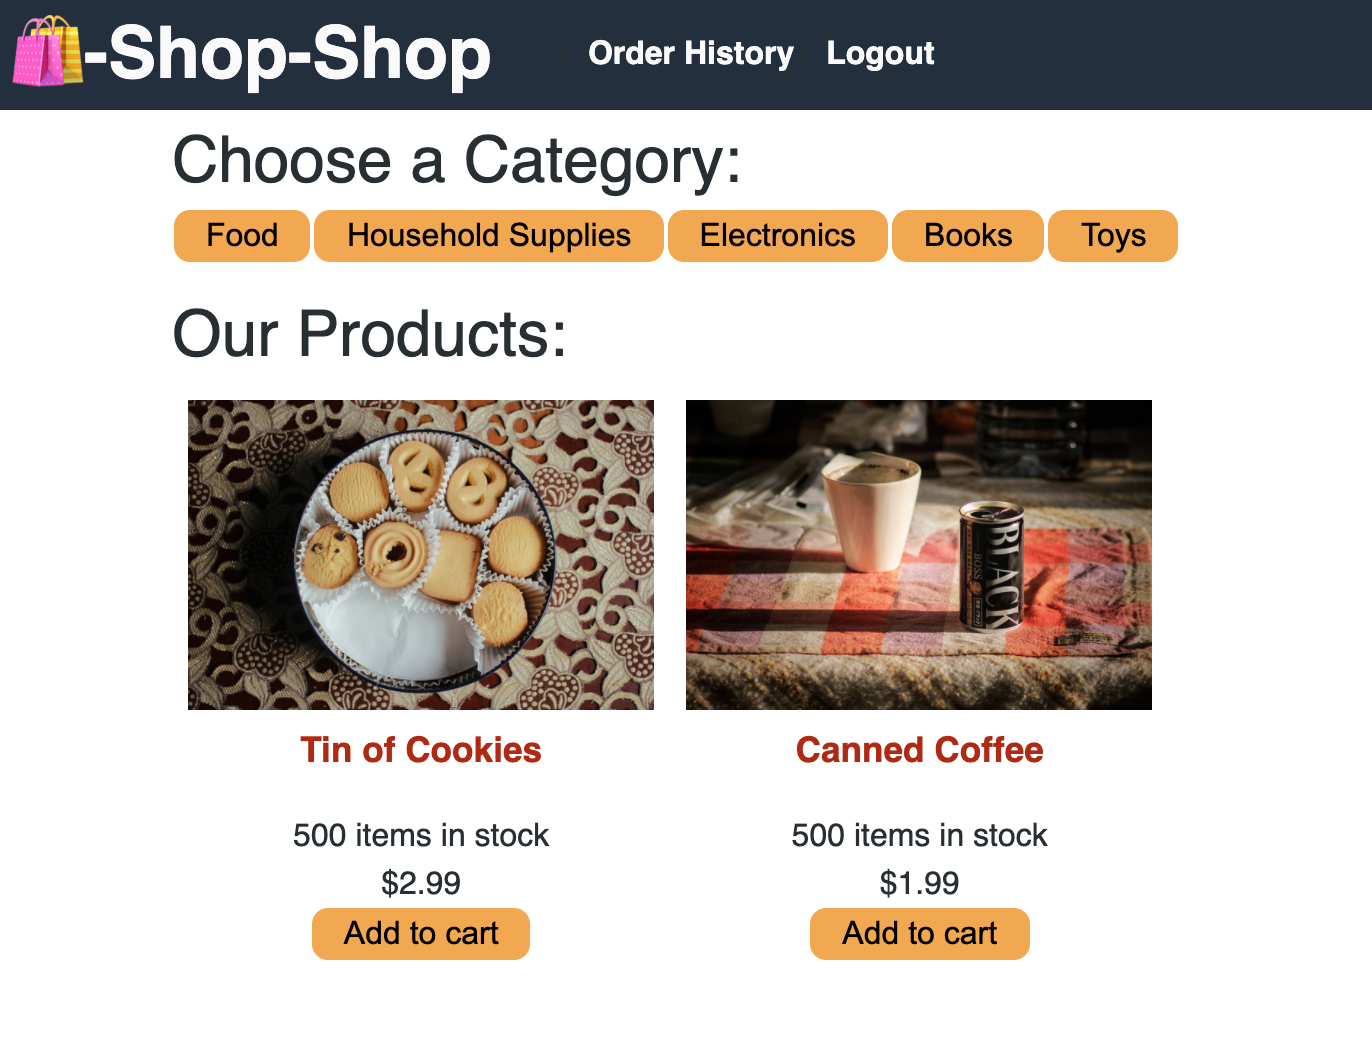 -Shop-Shop
Order History Logout
Choose a Category:
Food Household Supplies Electronics Books Toys
Our Products:
BLACK
BOSS
Tin of Cookies Canned Coffee
500 items in stock 500 items in stock
$2.99 $1.99
Add to cart Add to cart